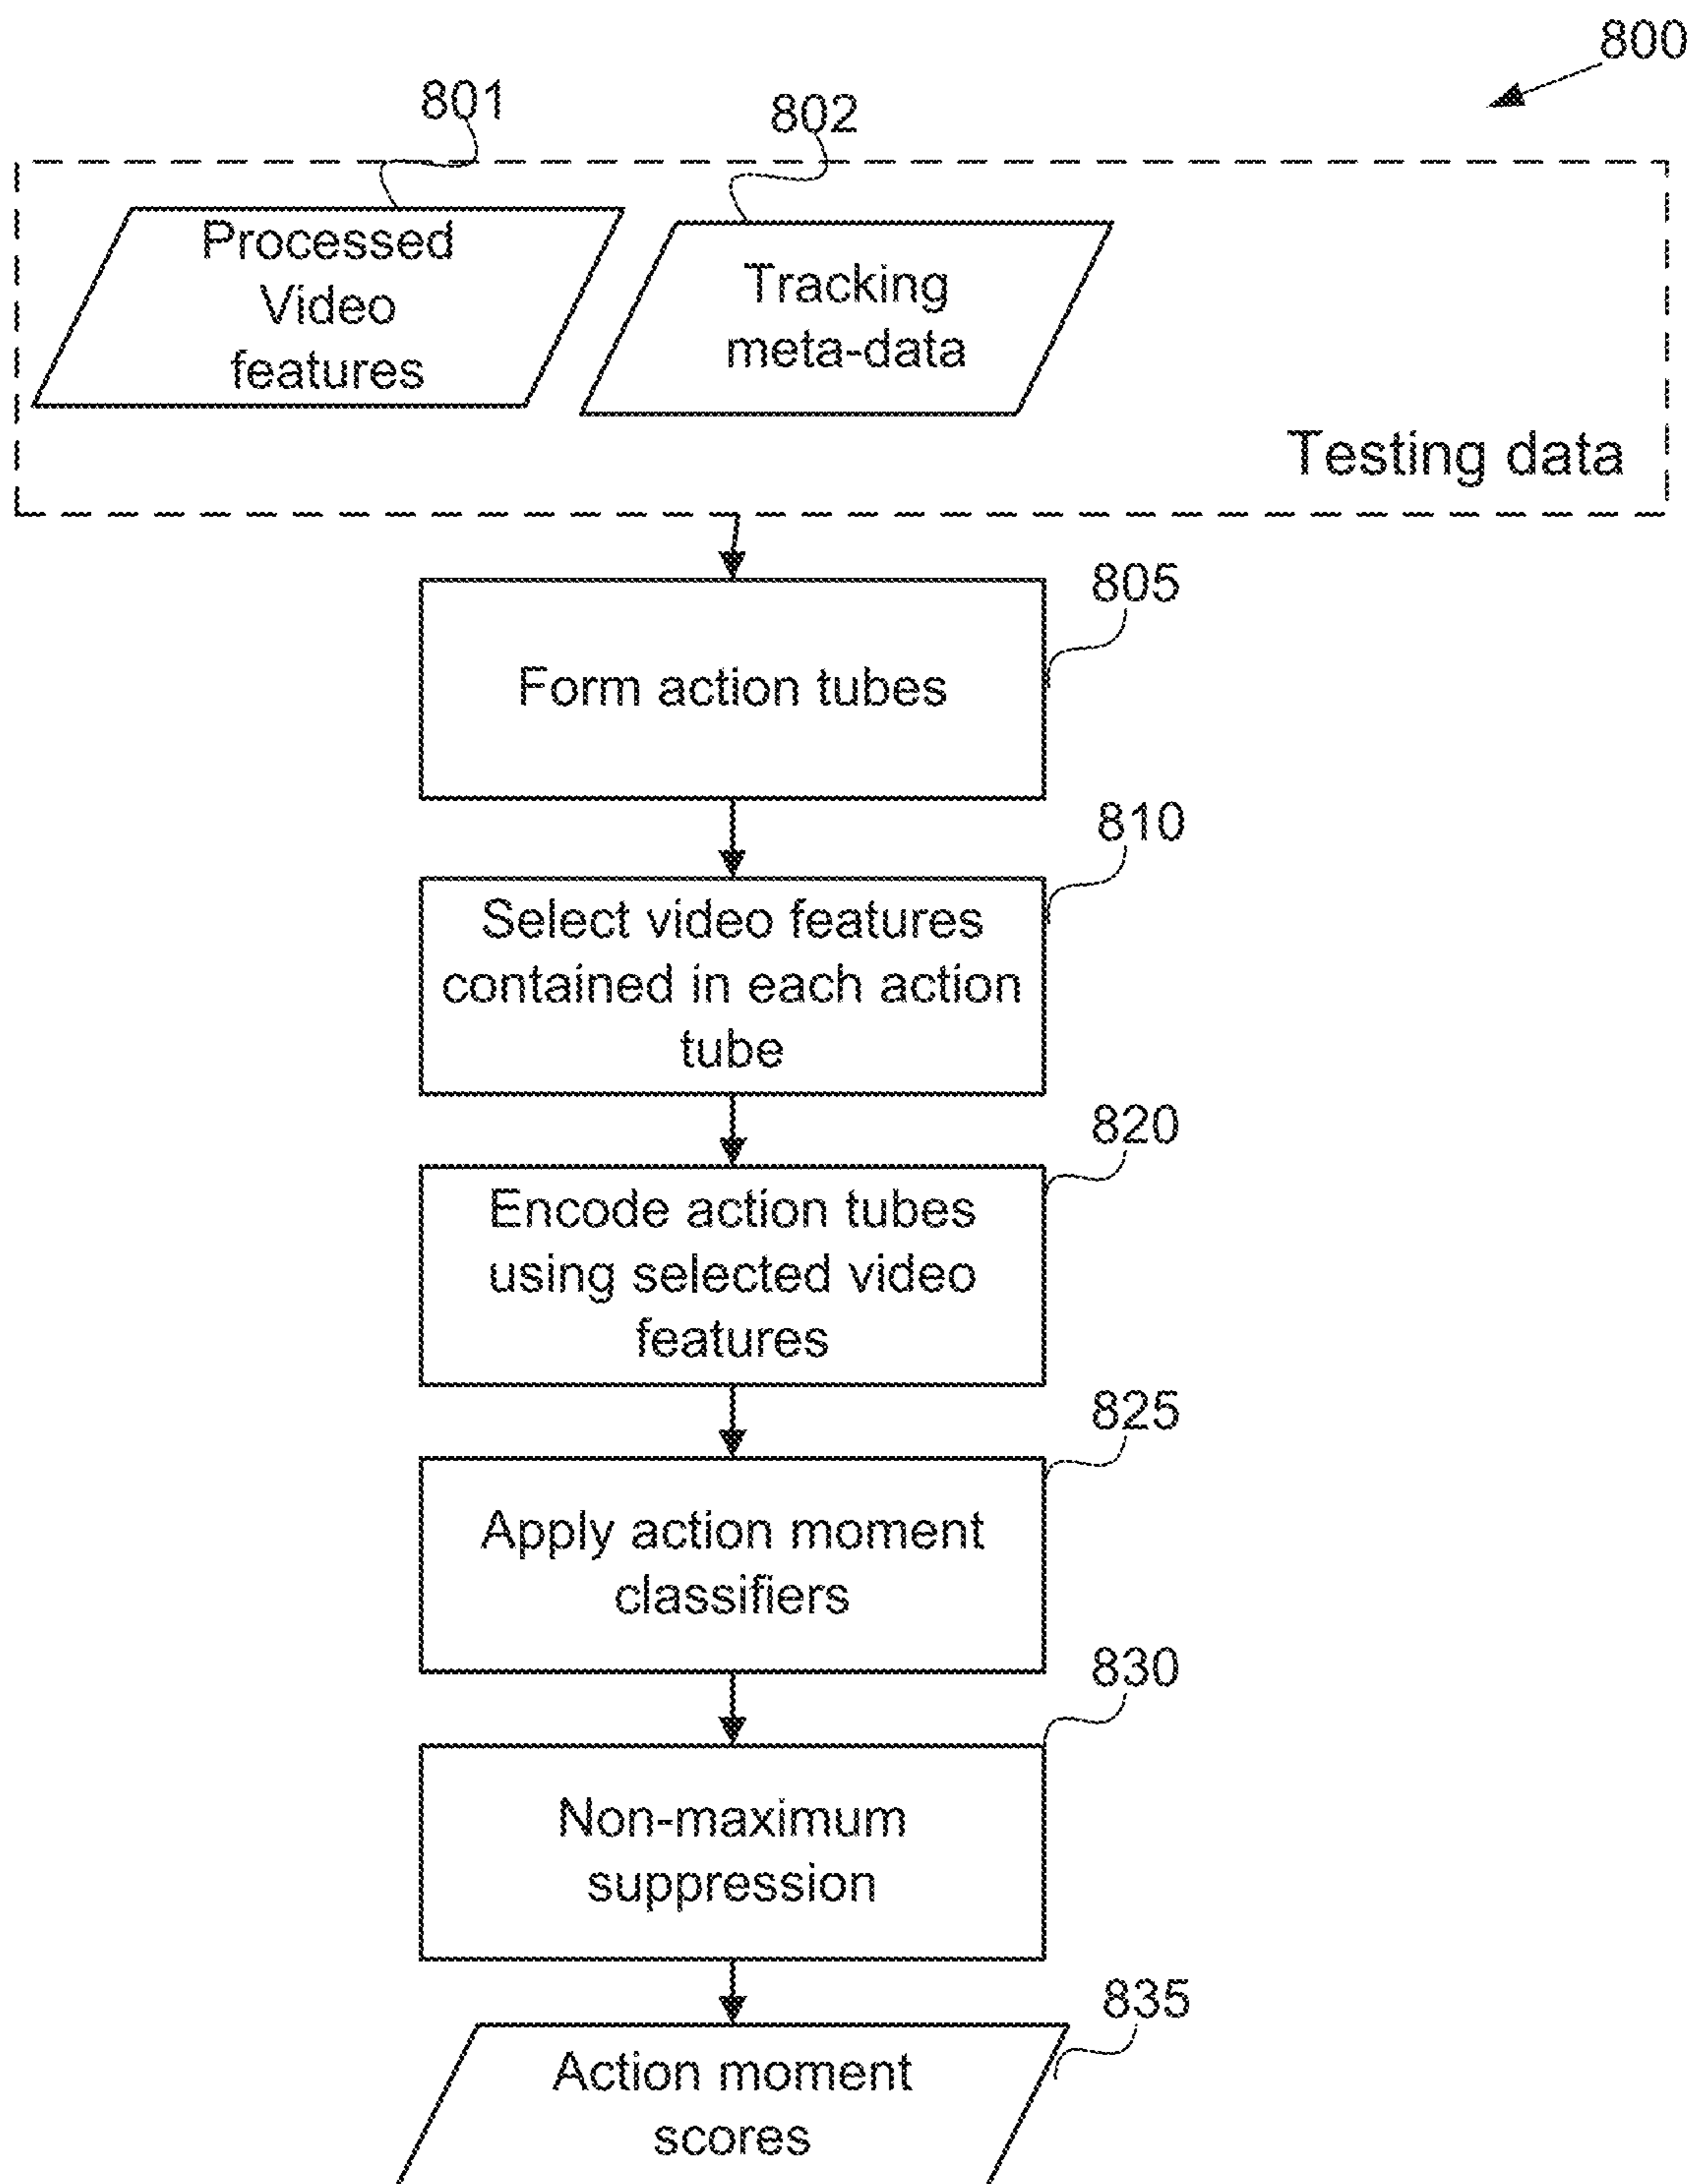 800
801
802
Processed
Video
features
Tracking
meta-data
Testing data
805
Form action tubes
810
Select video features
contained in each action
tube
820
Encode action tubes
using selected video
features
825
Apply action moment
classifiers
830
Non-maximum
suppression
835
Action moment
scores